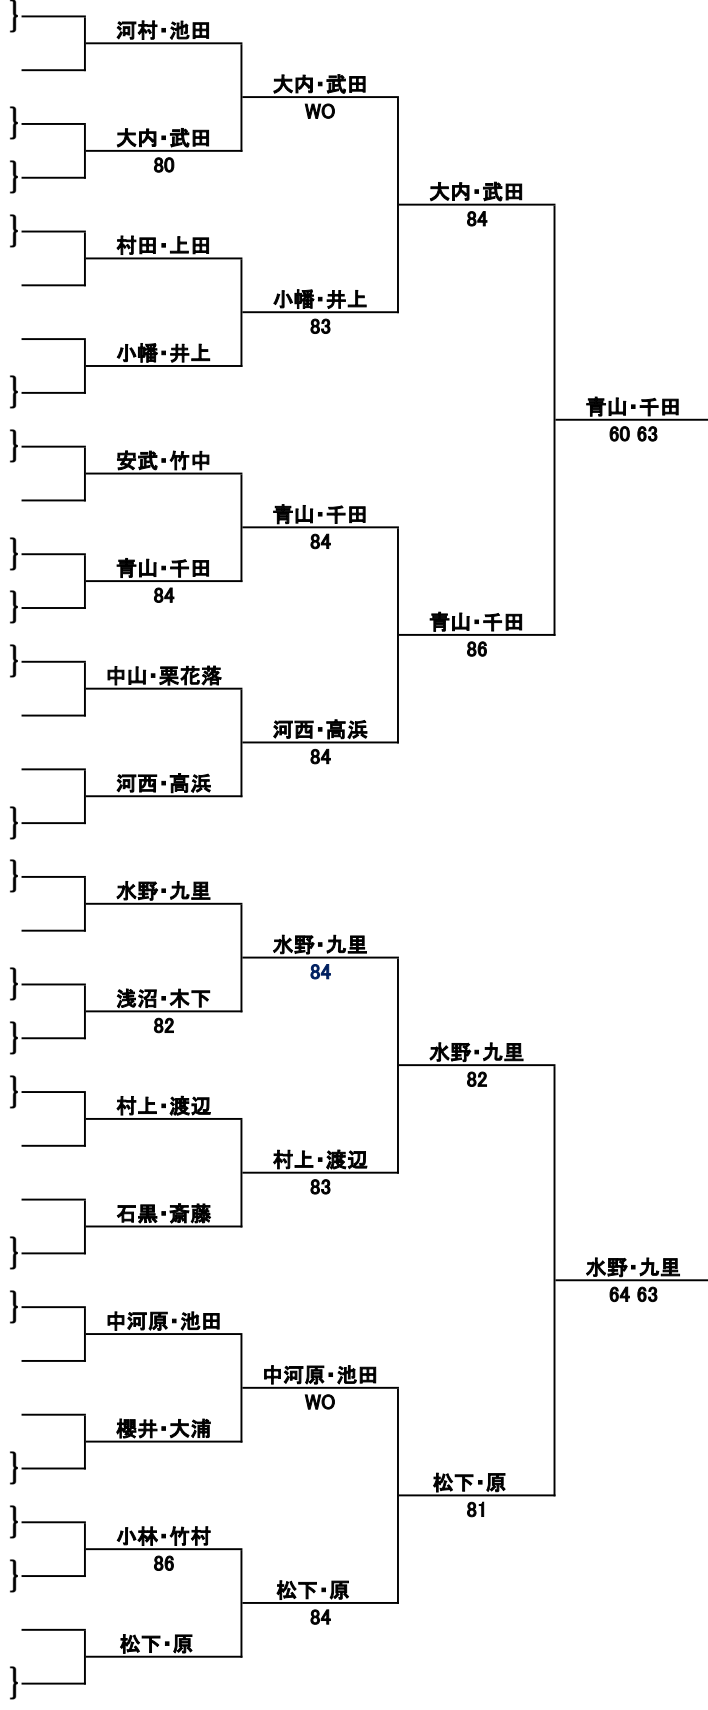 河村・池田
大内・武田
WO
大内・武田
80
大内・武田
84
村田・上田
小幡・井上
83
小幡・井上
青山・千田
60 63
安武・竹中
青山・千田
84
青山・千田
84
青山・千田
86
中山・栗花落
河西・高浜
84
河西・高浜
水野・九里
水野・九里
84
浅沼・木下
82
水野・九里
82
村上・渡辺
村上・渡辺
83
石黒・斎藤
水野・九里
64 63
中河原・池田
中河原・池田
WO
櫻井・大浦
松下・原
81
小林・竹村
86
松下・原
84
松下・原